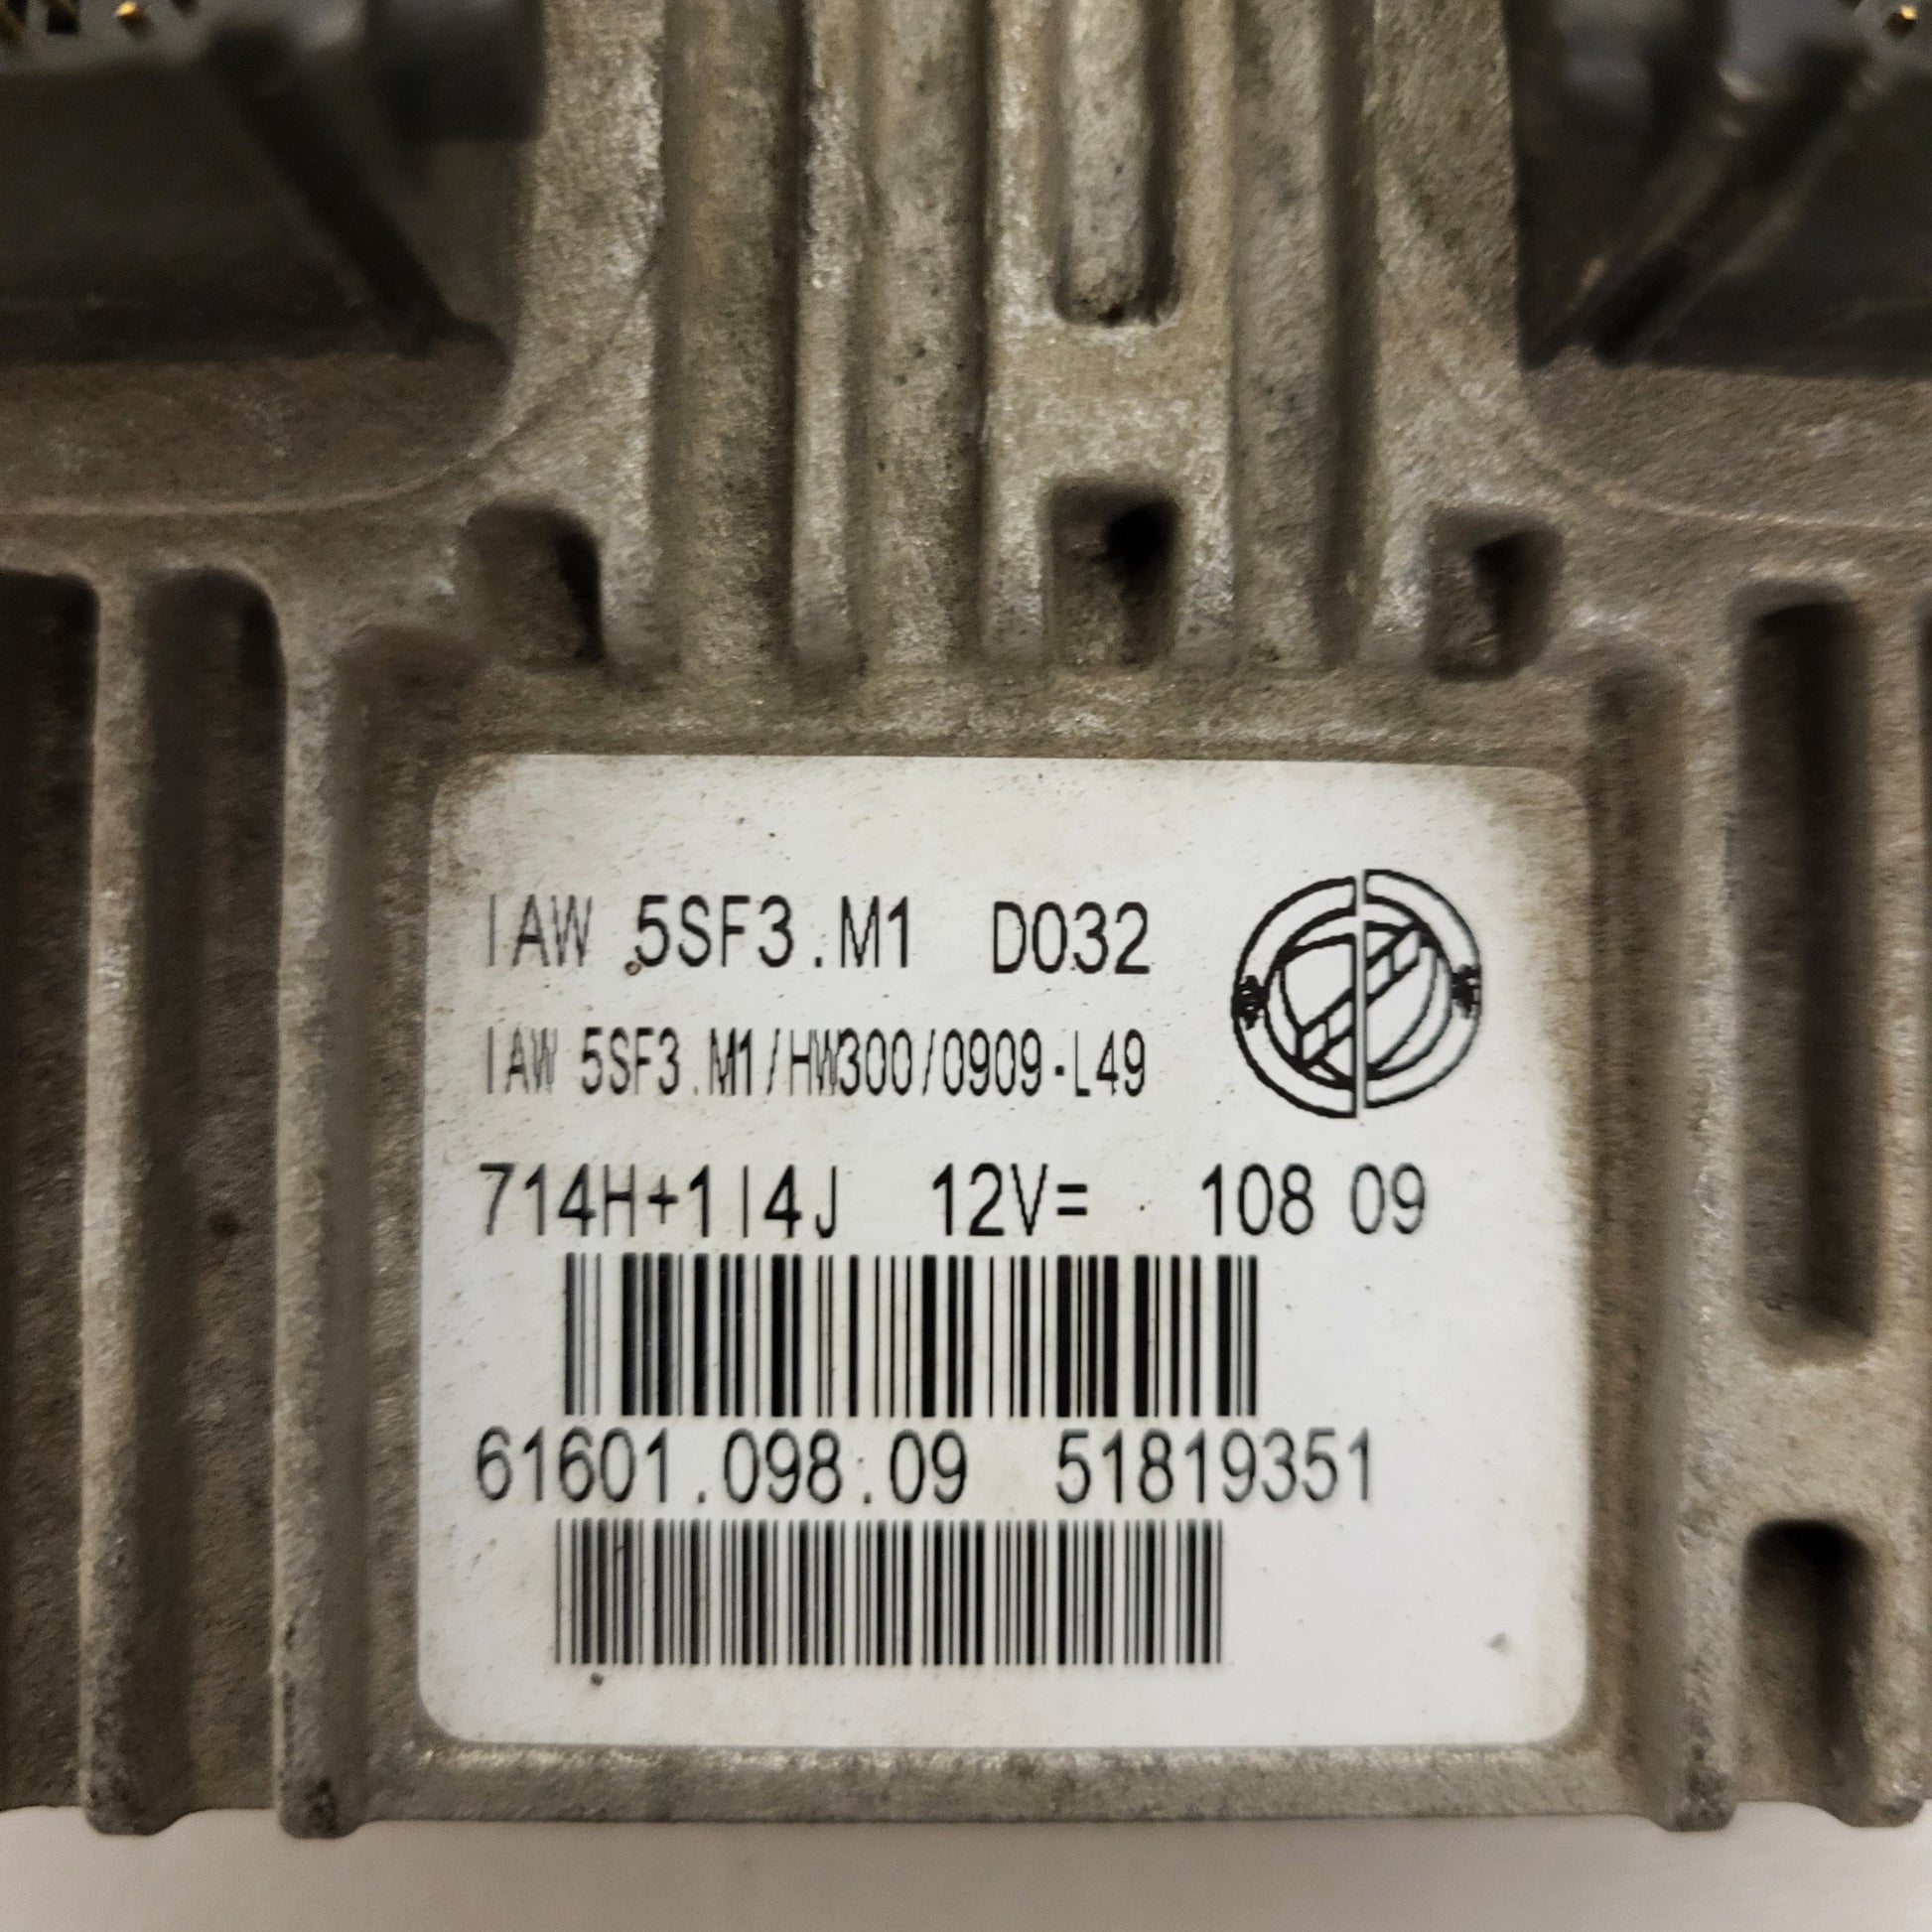 IAW 5SF3.M1 D032
IAW 5SF3.M1/HW300/0909-L49
714H+1I4J 12V= 108 09
61601.098.09 51819351